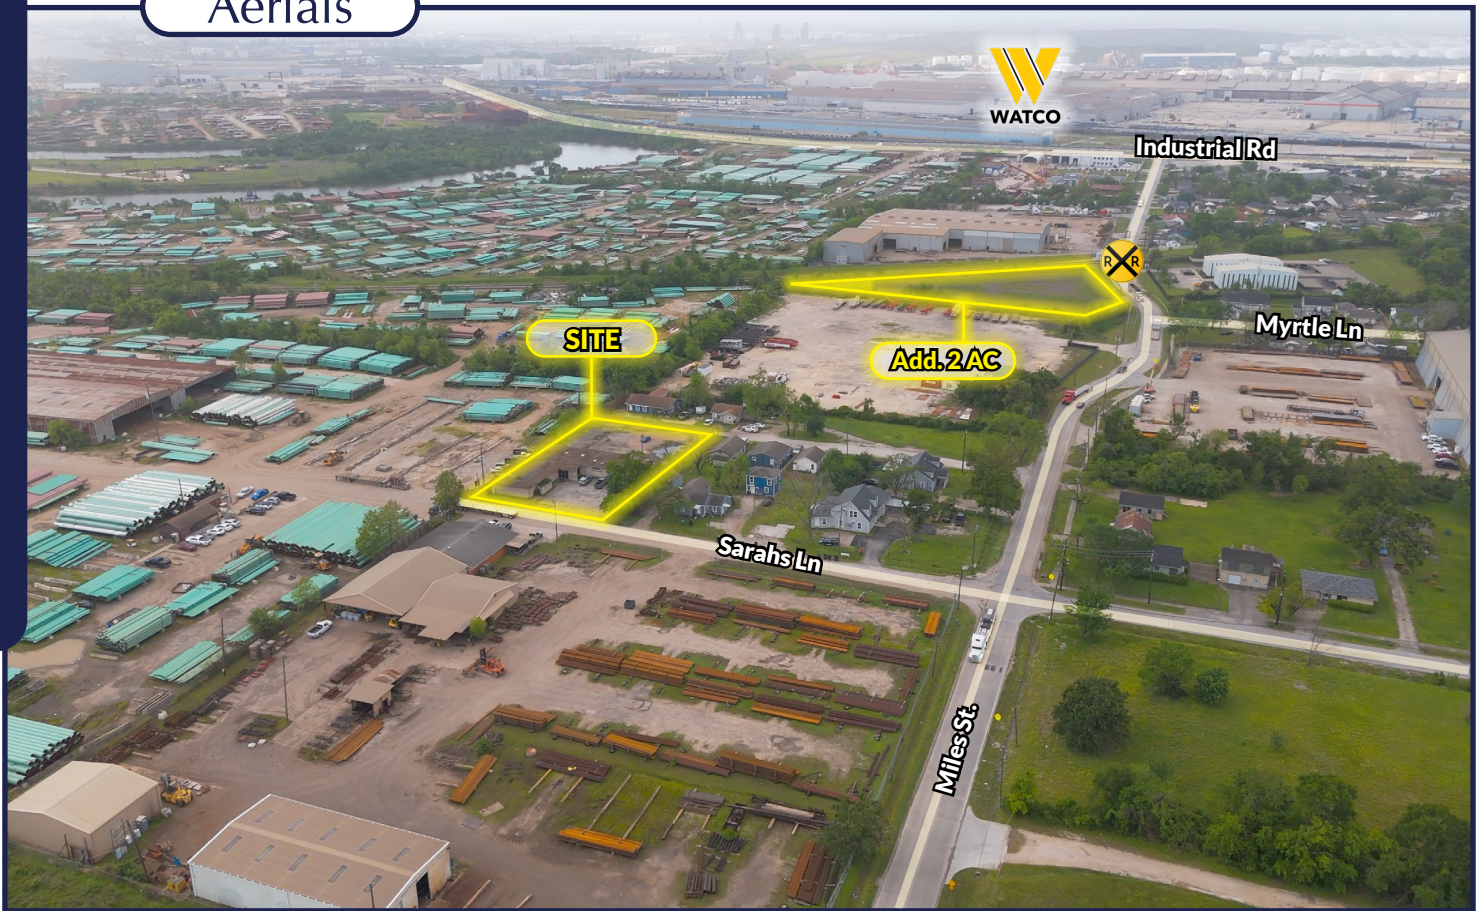 Aerials
WATCO
Industrial Rd
R R
Myrtle Ln
SITE
Add. 2 AC
Sarahs Ln
Miles St.